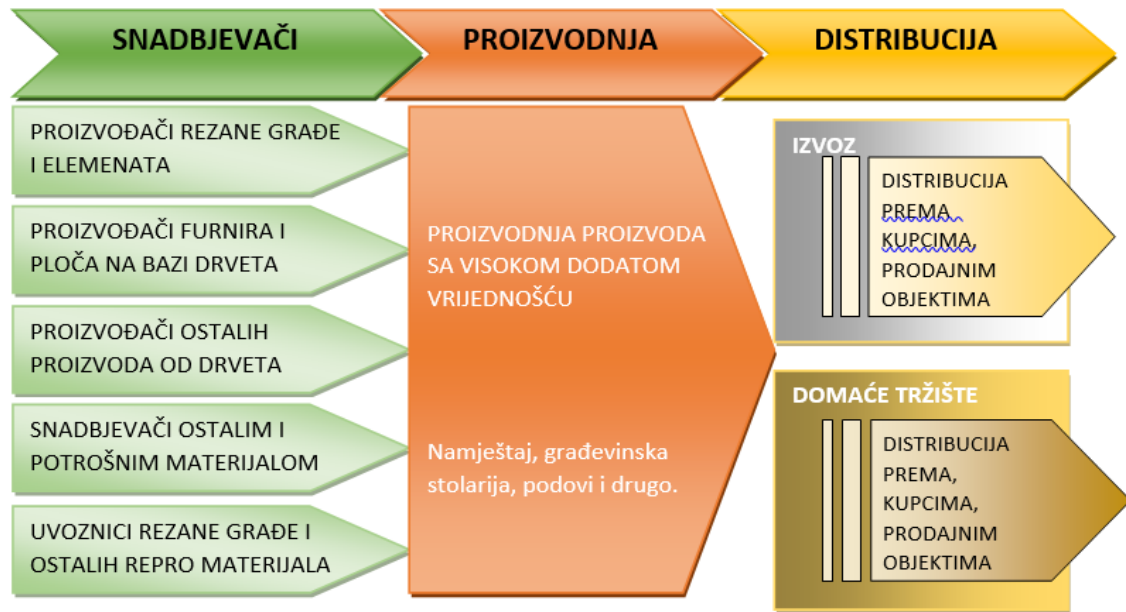 SNADBJEVAČI
PROIZVODNJA
DISTRIBUCIJA
PROIZVOĐAČI REZANE GRAĐE
I ELEMENATA
PROIZVOĐAČI FURNIRA I
PLOČA NA BAZI DRVETA
PROIZVOĐAČI OSTALIH
PROIZVODA OD DRVETA
SNADBJEVAČI OSTALIM I
POTROŠNIM MATERIJALOM
UVOZNICI REZANE GRAĐE I
OSTALIH REPRO MATERIJALA
PROIZVODNJA PROIZVODA
SA VISOKOM DODATOM
VRIJEDNOŠĆU
Namještaj, građevinska
stolarija, podovi i drugo.
IZVOZ
DISTRIBUCIJA
PREMA
KUPCIMA,
PRODAJNIM
OBJEKTIMA
DOMAĆE TRŽIŠTE
DISTRIBUCIJA
PREMA,
KUPCIMA,
PRODAJNIM
OBJEKTIMA